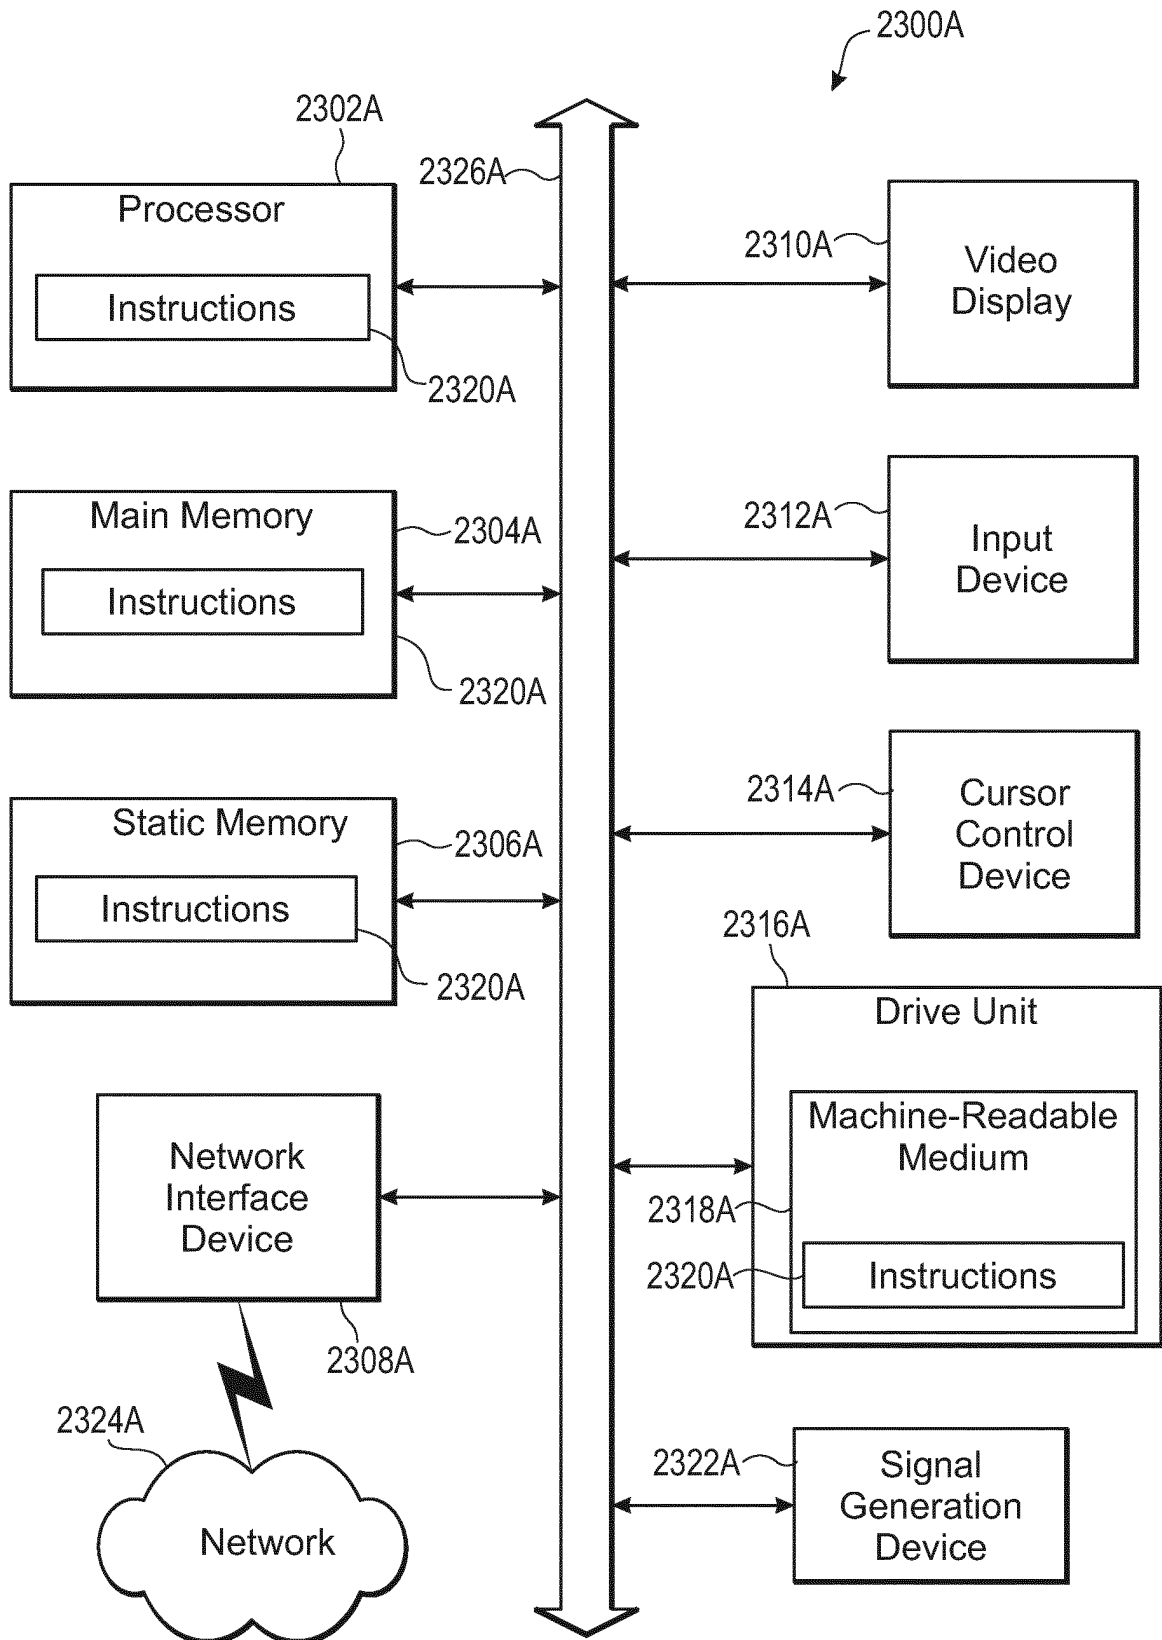 2300A
2302A
2326A
Processor
Instructions
2320A
2310A
Video
Display
Main Memory
2304A
Instructions
2320A
2312A
Input
Device
Static Memory
2306A
Instructions
2320A
2314A
Cursor
Control
Device
2316A
Drive Unit
Machine-Readable
Medium
2318A
2320A
Instructions
Network
Interface
Device
2308A
2324A
Network
2322A
Signal
Generation
Device